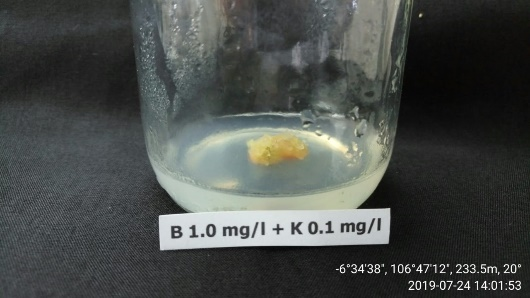 B 1.0 mg/l + K 0.1 mg/l
-6°34'38", 106°47'12", 233.5m, 20°
2019-07-24 14:01:53